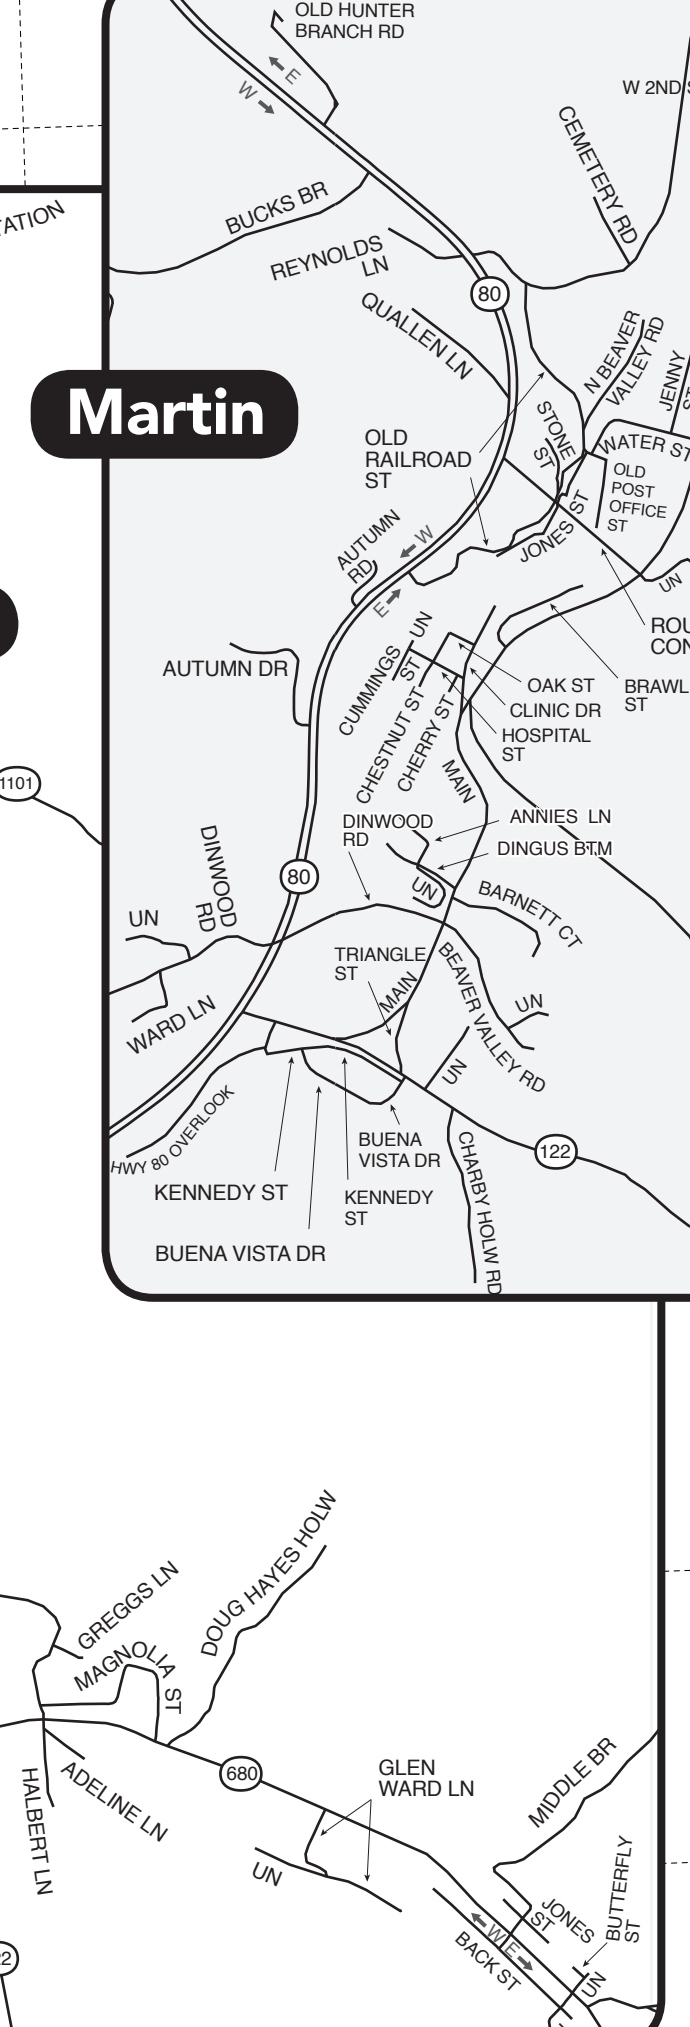 OLD HUNTER
BRANCH RD
E
W
W 2ND
CEMETERY RD
TATION
BUCKS BR
REYNOLDS
LN
80
QUALLEN LN
N BEAVER
VALLEY RD
JENNY
ST
Martin
STONE
ST
OLD
RAILROAD
ST
WATER ST
OLD
POST
OFFICE
ST
JONES ST
AUTUMN
RD
W
E
UN
ROU
CON
UN
AUTUMN DR
CUMMINGS
ST
CHESTNUT ST
CHERRY ST
OAK ST
CLINIC DR
HOSPITAL
ST
BRAWL
ST
MAIN
1101
DINWOOD
RD
ANNIES LN
DINGUS BTM
80
UN
DINWOOD
RD
UN
BARNETT CT
TRIANGLE
ST
MAIN
BEAVER VALLEY RD
UN
WARD LN
UN
HWY 80 OVERLOOK
BUENA
VISTA DR
122
KENNEDY ST
KENNEDY
ST
CHARBY HOLW RD
BUENA VISTA DR
DOUG HAYES HOLW
GREGGS LN
MAGNOLIA
ST
680
GLEN
WARD LN
MIDDLE BR
HALBERT LN
ADELINE LN
UN
BUTTERFLY
ST
JONES
ST
W E
BACK ST
UN
22